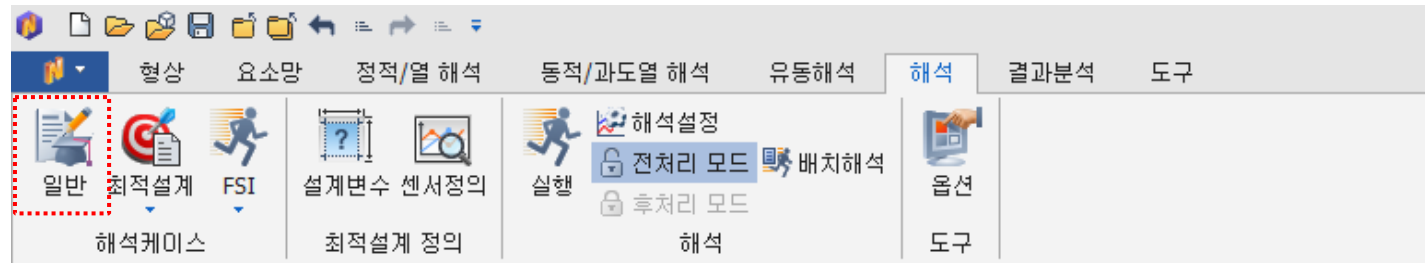 형상 요소망 정적/열 해석 동적/과도열 해석 유동해석 해석 결과분석 도구
일반 최적설계 FSI 설계변수 센서정의 실행 해석설정 전처리 모드 후처리 모드 배치해석 옵션
해석케이스 최적설계 정의 해석 도구